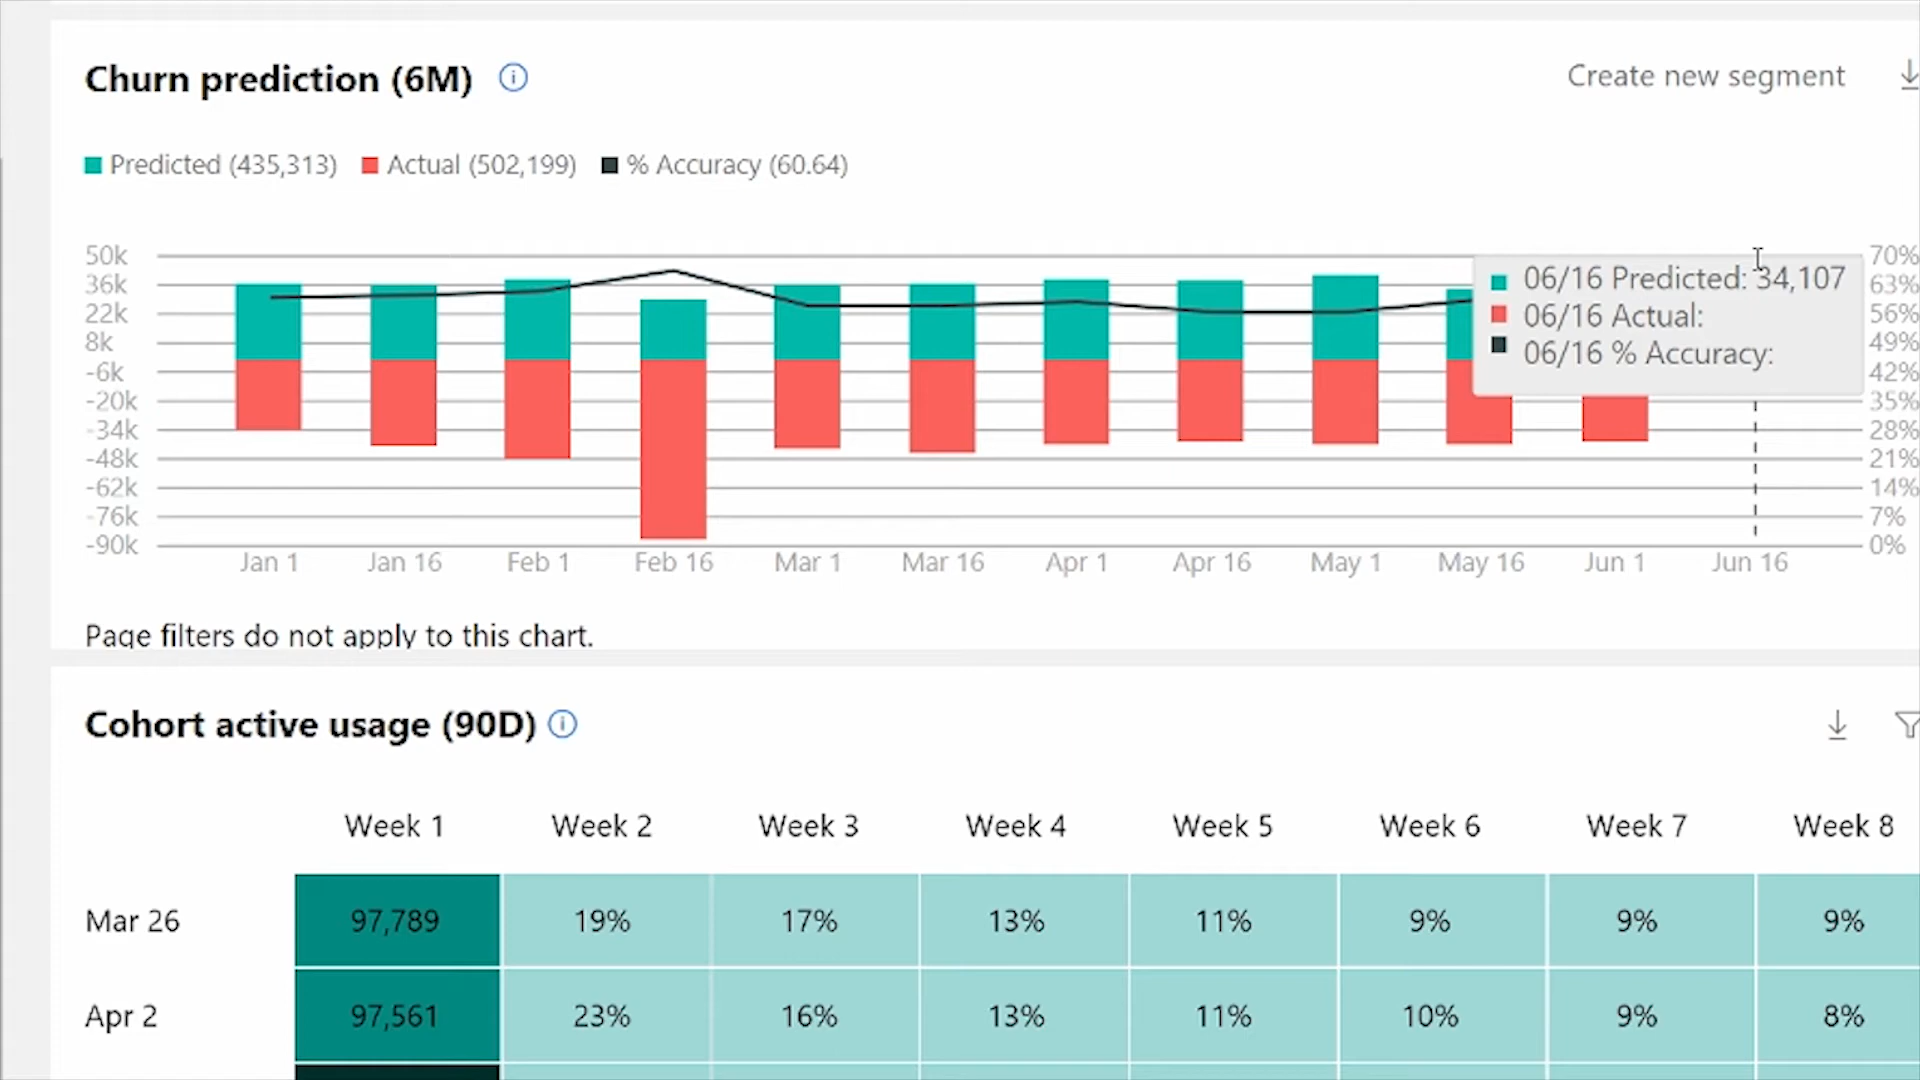 Churn prediction (6M)
Create new segment
Predicted (435,313) Actual (502,199) % Accuracy (60.64)
50k
36k
22k
8k
-6k
-20k
-34k
-48k
-62k
-76k
-90k
70%
63%
56%
49%
42%
35%
28%
21%
14%
7%
0%
06/16 Predicted: 34,107
06/16 Actual:
06/16 % Accuracy:
Jan 1 Jan 16 Feb 1 Feb 16 Mar 1 Mar 16 Apr 1 Apr 16 May 1 May 16 Jun 1 Jun 16
Page filters do not apply to this chart.
Cohort active usage (90D)
Week 1 Week 2 Week 3 Week 4 Week 5 Week 6 Week 7 Week 8
Mar 26 97,789 19% 17% 13% 11% 9% 9% 9%
Apr 2 97,561 23% 16% 13% 11% 10% 9% 8%